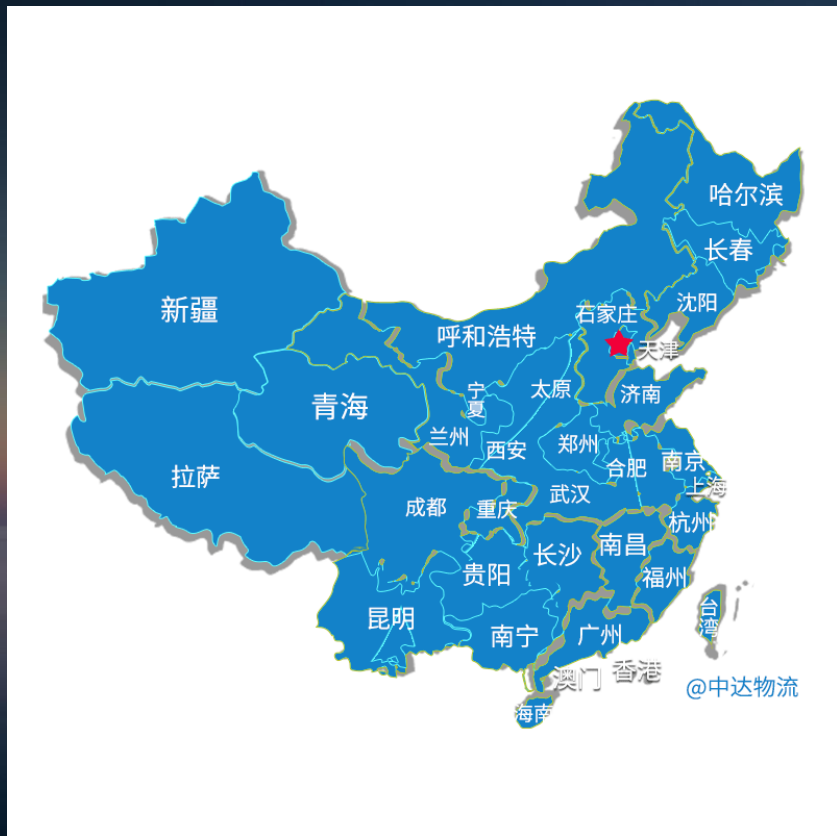 哈尔滨
长春
沈阳
新疆
石家庄
呼和浩特
天津
宁夏
太原
济南
青海
兰州
西安
郑州
合肥
南京
拉萨
上海
武汉
成都
重庆
杭州
长沙
南昌
贵阳
福州
台湾
昆明
南宁
广州
澳门
香港
@中达物流
海南